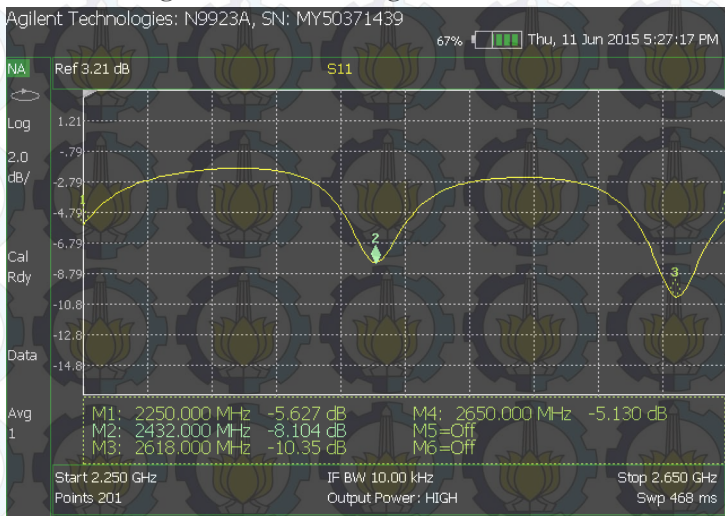 Agilent Technologies: N9923A, SN: MY50371439
67% Thu, 11 Jun 2015 5:27:17 PM
NA Ref 3.21 dB S11
Log
2.0
dB/
Cal
Rdy
Data
Avg
1
1.21
-.79
-2.79
-4.79
-6.79
-8.79
-10.8
-12.8
-14.8
1
2
3
M1: 2250.000 MHz -5.627 dB M4: 2650.000 MHz -5.130 dB
M2: 2432.000 MHz -8.104 dB M5=Off
M3: 2618.000 MHz -10.35 dB M6=Off
Start 2.250 GHz IF BW 10.00 kHz Stop 2.650 GHz
Points 201 Output Power: HIGH Swp 468 ms